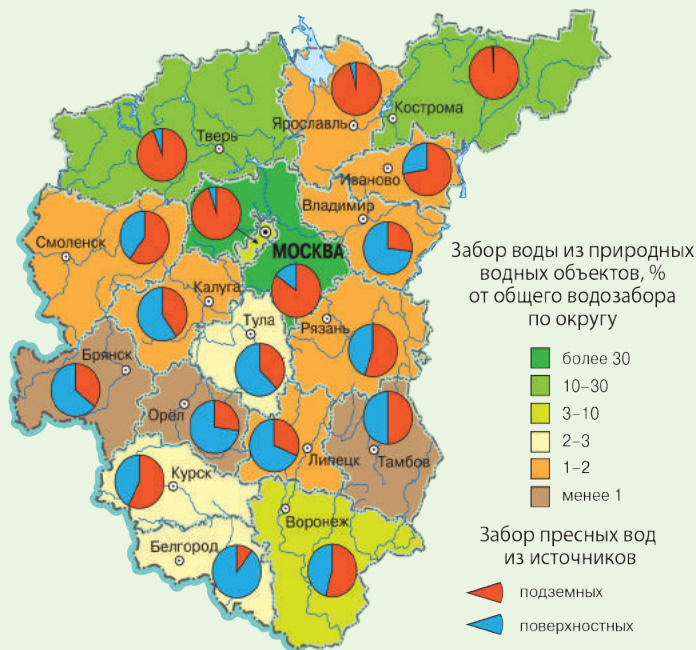 Кострома
Ярославль
Тверь
Иваново
Владимир
Смоленск
МОСКВА
Калуга
Рязань
Тула
Брянск
Орёл
Липецк
Тамбов
Курск
Воронеж
Белгород
Забор воды из природных
водных объектов, %
от общего водозабора
по округу
более 30
10–30
3–10
2–3
1–2
менее 1
Забор пресных вод
из источников
подземных
поверхностных